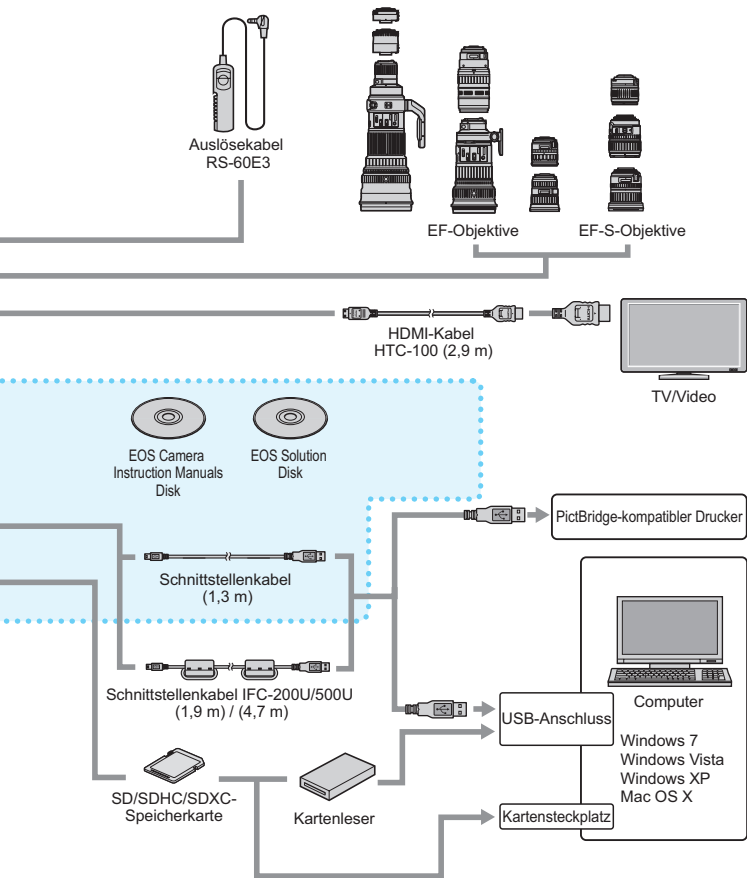 Auslösekabel
RS-60E3
EF-Objektive
EF-S-Objektive
HDMI-Kabel
HTC-100 (2,9 m)
TV/Video
EOS Camera
Instruction Manuals
Disk
EOS Solution
Disk
PictBridge-kompatibler Drucker
Schnittstellenkabel
(1,3 m)
Schnittstellenkabel IFC-200U/500U
(1,9 m) / (4,7 m)
USB-Anschluss
Computer
Windows 7
Windows Vista
Windows XP
Mac OS X
SD/SDHC/SDXC-
Speicherkarte
Kartenleser
Kartensteckplatz